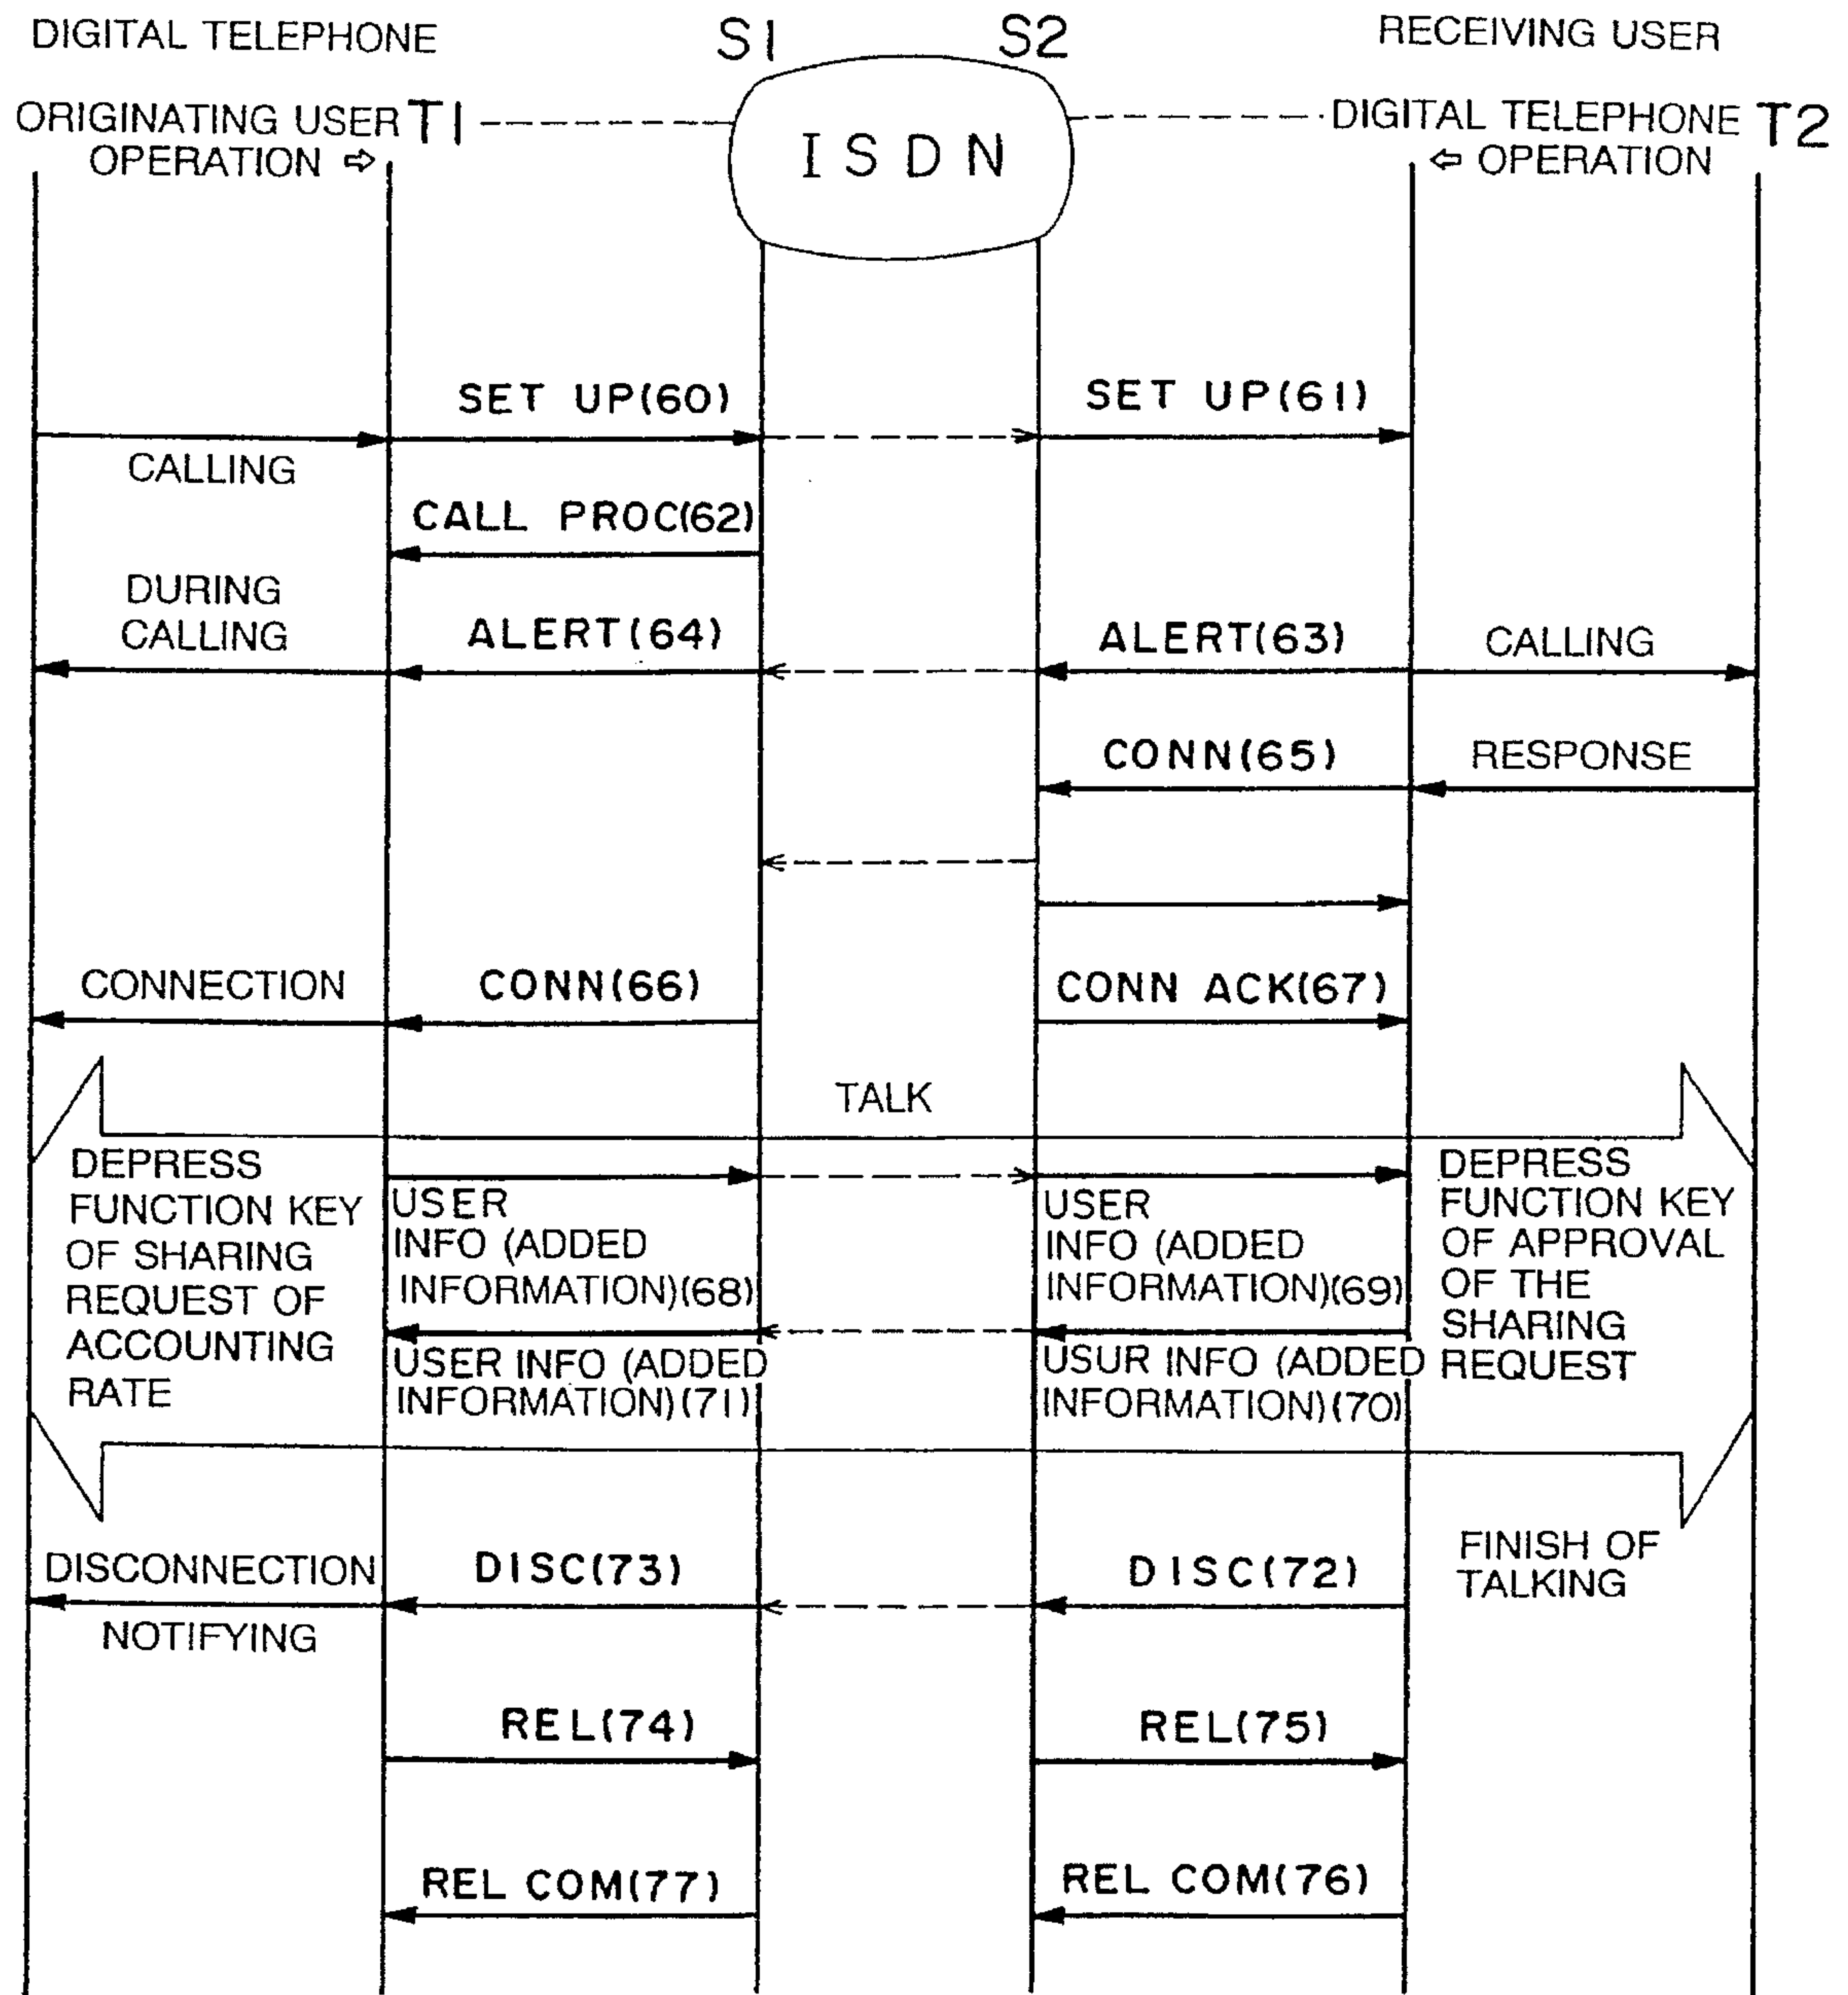 DIGITAL TELEPHONE
S1
S2
RECEIVING USER
ORIGINATING USER T1
OPERATION ⇨
ISDN
DIGITAL TELEPHONE T2
⇦ OPERATION
SET UP(60)
SET UP(61)
CALLING
CALL PROC(62)
DURING
CALLING
ALERT(64)
ALERT(63)
CALLING
CONN(65)
RESPONSE
CONNECTION
CONN(66)
CONN ACK(67)
TALK
DEPRESS
FUNCTION KEY
OF SHARING
REQUEST OF
ACCOUNTING
RATE
USER
INFO (ADDED
INFORMATION)(68)
USER
INFO (ADDED
INFORMATION)(69)
DEPRESS
FUNCTION KEY
OF APPROVAL
OF THE
SHARING
REQUEST
USER INFO (ADDED
INFORMATION)(71)
USUR INFO (ADDED
INFORMATION)(70)
DISCONNECTION
NOTIFYING
DISC(73)
DISC(72)
FINISH OF
TALKING
REL(74)
REL(75)
REL COM(77)
REL COM(76)